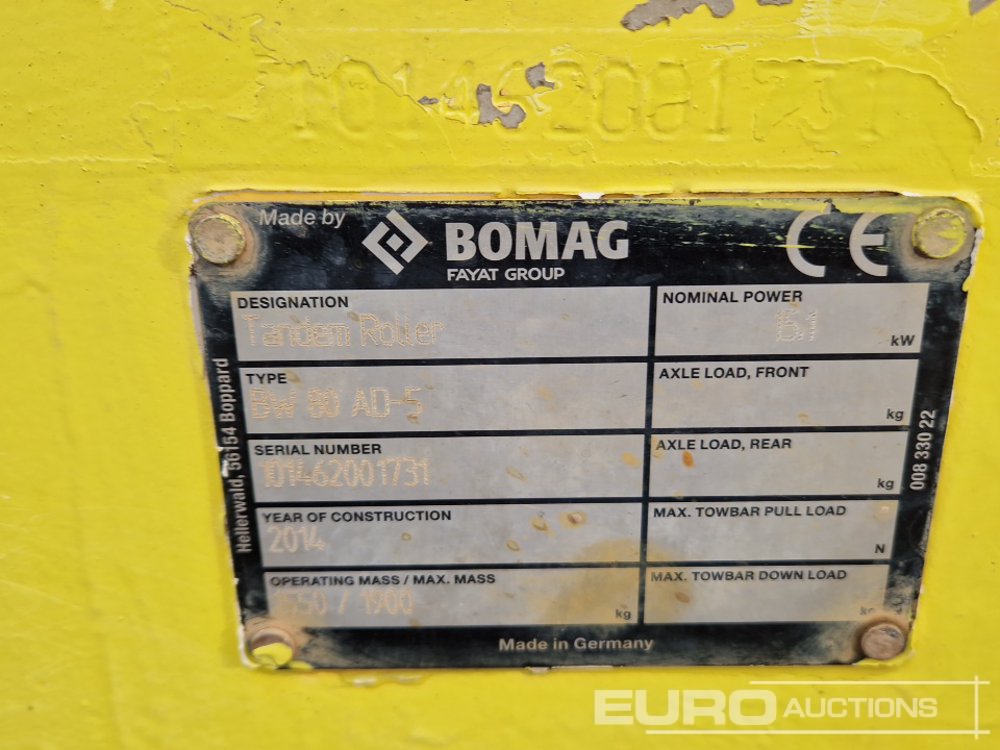 101462001731
Made by BOMAG CE
FAYAT GROUP
DESIGNATION
Tandem Roller
NOMINAL POWER
kW
TYPE
BW 80 AD-5
AXLE LOAD, FRONT
kg
SERIAL NUMBER
101462001731
AXLE LOAD, REAR
kg
YEAR OF CONSTRUCTION
2014
MAX. TOWBAR PULL LOAD
N
OPERATING MASS / MAX. MASS
1550 / 1900
kg
MAX. TOWBAR DOWN LOAD
kg
Made in Germany
Hellerwald, 56154 Boppard
008 330 22
EURO AUCTIONS